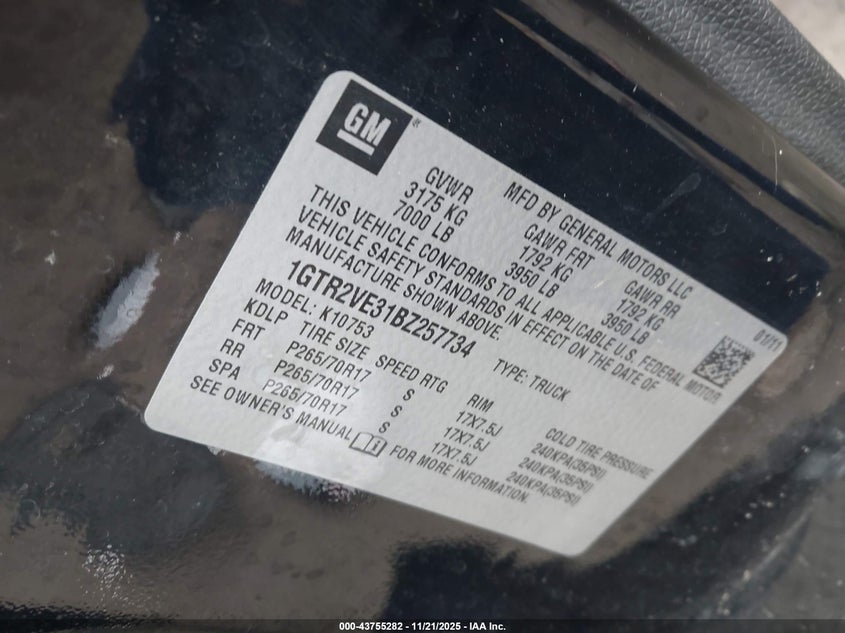 GM
MFD BY GENERAL MOTORS LLC 01/11
GVWR GAWR FRT GAWR RR
3175 KG 1792 KG 1792 KG
7000 LB 3950 LB 3950 LB
THIS VEHICLE CONFORMS TO ALL APPLICABLE U.S. FEDERAL MOTOR
VEHICLE SAFETY STANDARDS IN EFFECT ON THE DATE OF
MANUFACTURE SHOWN ABOVE.
1GTR2VE31BZ257734 TYPE: TRUCK
MODEL: K10753
KDLP TIRE SIZE SPEED RTG RIM COLD TIRE PRESSURE
FRT P265/70R17 S 17X7.5J 240KPA(35PSI)
RR P265/70R17 S 17X7.5J 240KPA(35PSI)
SPA P265/70R17 S 17X7.5J 240KPA(35PSI)
SEE OWNER'S MANUAL FOR MORE INFORMATION.
000-43755282 - 11/21/2025 - IAA Inc.